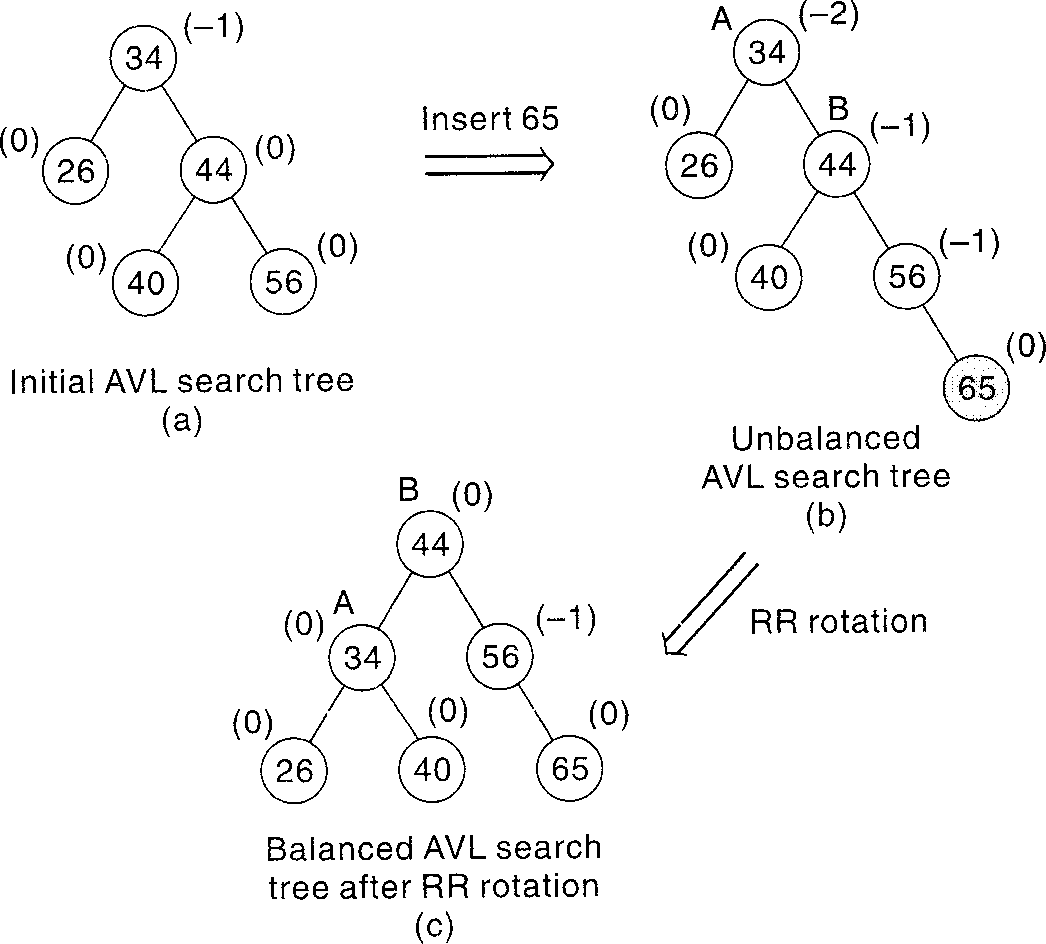 (–1)
34
(0)
26
44
(0)
(0)
40
56
(0)
Initial AVL search tree
(a)
Insert 65
A
(–2)
34
(0)
26
B
(–1)
44
(0)
40
(–1)
56
(0)
65
Unbalanced
AVL search tree
(b)
RR rotation
B
(0)
44
A
(0)
34
(–1)
56
(0)
26
(0)
40
(0)
65
Balanced AVL search
tree after RR rotation
(c)